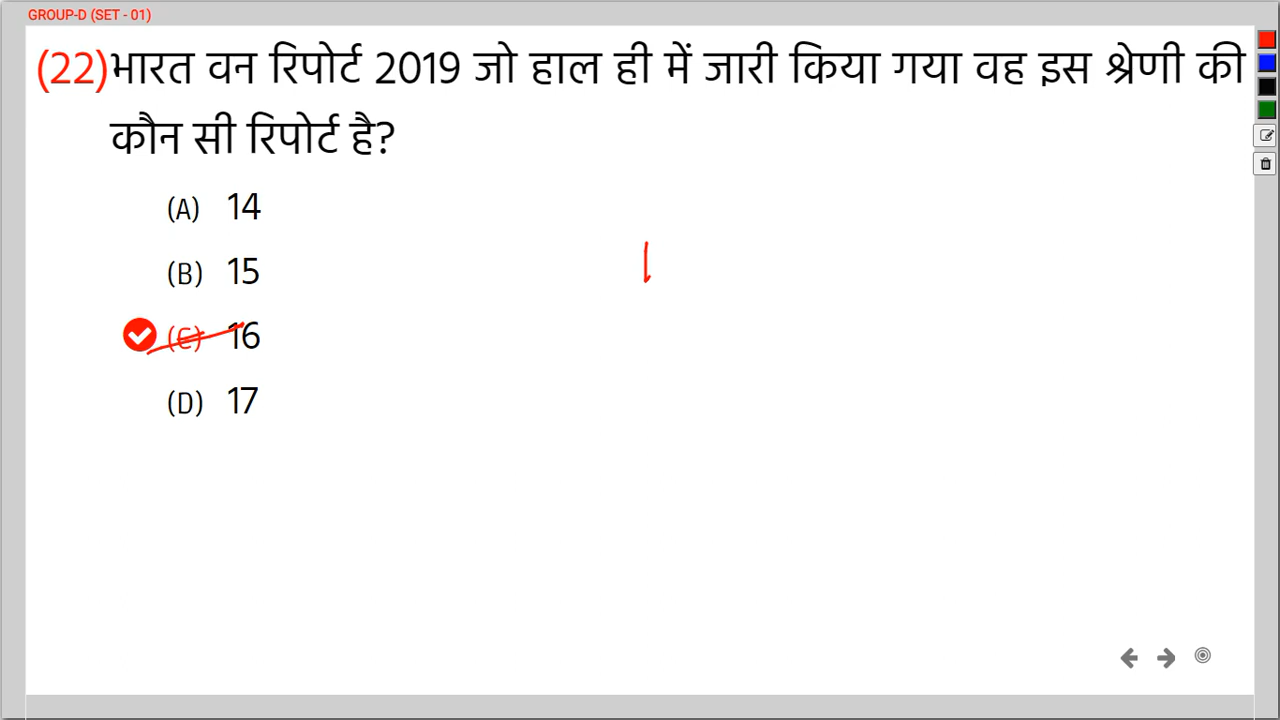 GROUP-D (SET - 01)
(22) भारत वन रिपोर्ट 2019 जो हाल ही में जारी किया गया वह इस श्रेणी की
कौन सी रिपोर्ट है?
(A) 14
(B) 15
(C) 16
(D) 17